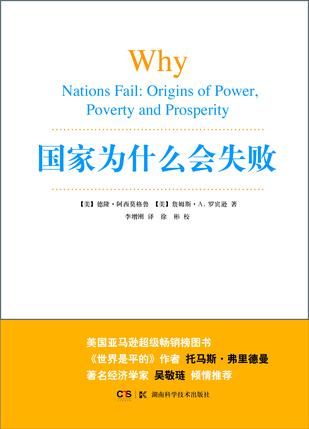 Why
Nations Fail: Origins of Power,
Poverty and Prosperity
国家为什么会失败
【美】德隆·阿西莫格鲁 【美】詹姆斯·A. 罗宾逊 著
李增刚 译 徐 彬 校
美国亚马逊超级畅销榜图书
《世界是平的》作者 托马斯·弗里德曼
著名经济学家 吴敬琏 倾情推荐
CS 湖南科学技术出版社